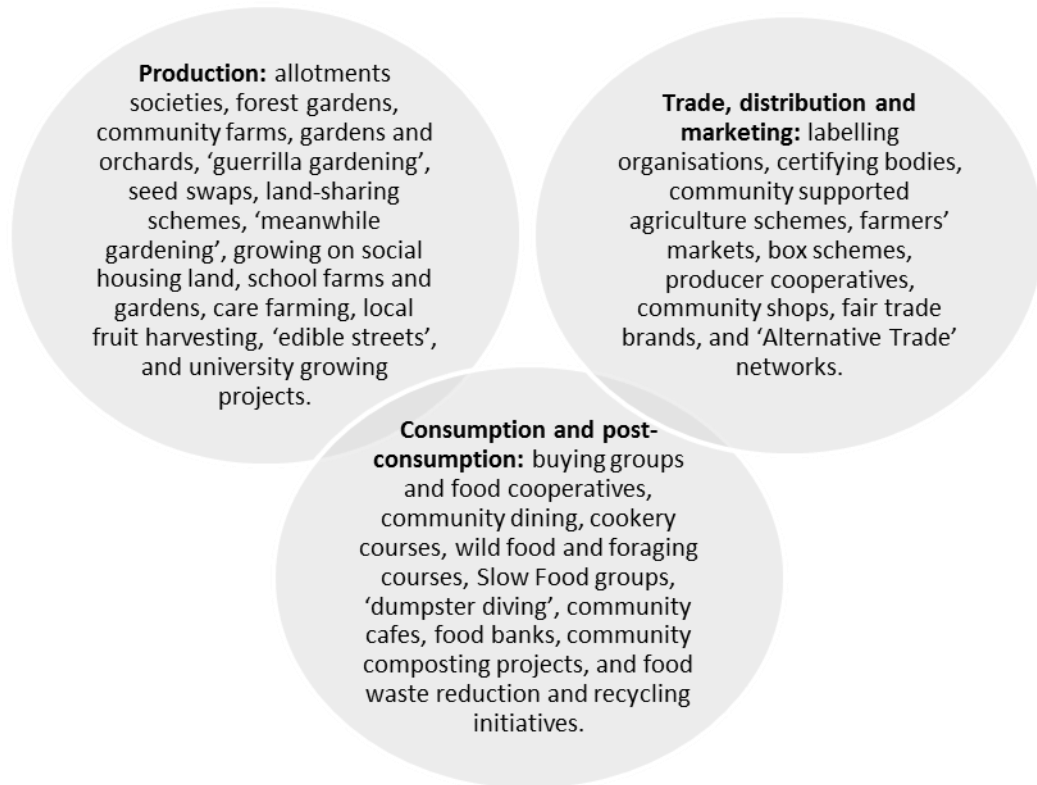 Production: allotments
societies, forest gardens,
community farms, gardens and
orchards, ‘guerrilla gardening’,
seed swaps, land-sharing
schemes, ‘meanwhile
gardening’, growing on social
housing land, school farms and
gardens, care farming, local
fruit harvesting, ‘edible streets’,
and university growing
projects.
Trade, distribution and
marketing: labelling
organisations, certifying bodies,
community supported
agriculture schemes, farmers’
markets, box schemes,
producer cooperatives,
community shops, fair trade
brands, and ‘Alternative Trade’
networks.
Consumption and post-
consumption: buying groups
and food cooperatives,
community dining, cookery
courses, wild food and foraging
courses, Slow Food groups,
‘dumpster diving’, community
cafes, food banks, community
composting projects, and food
waste reduction and recycling
initiatives.